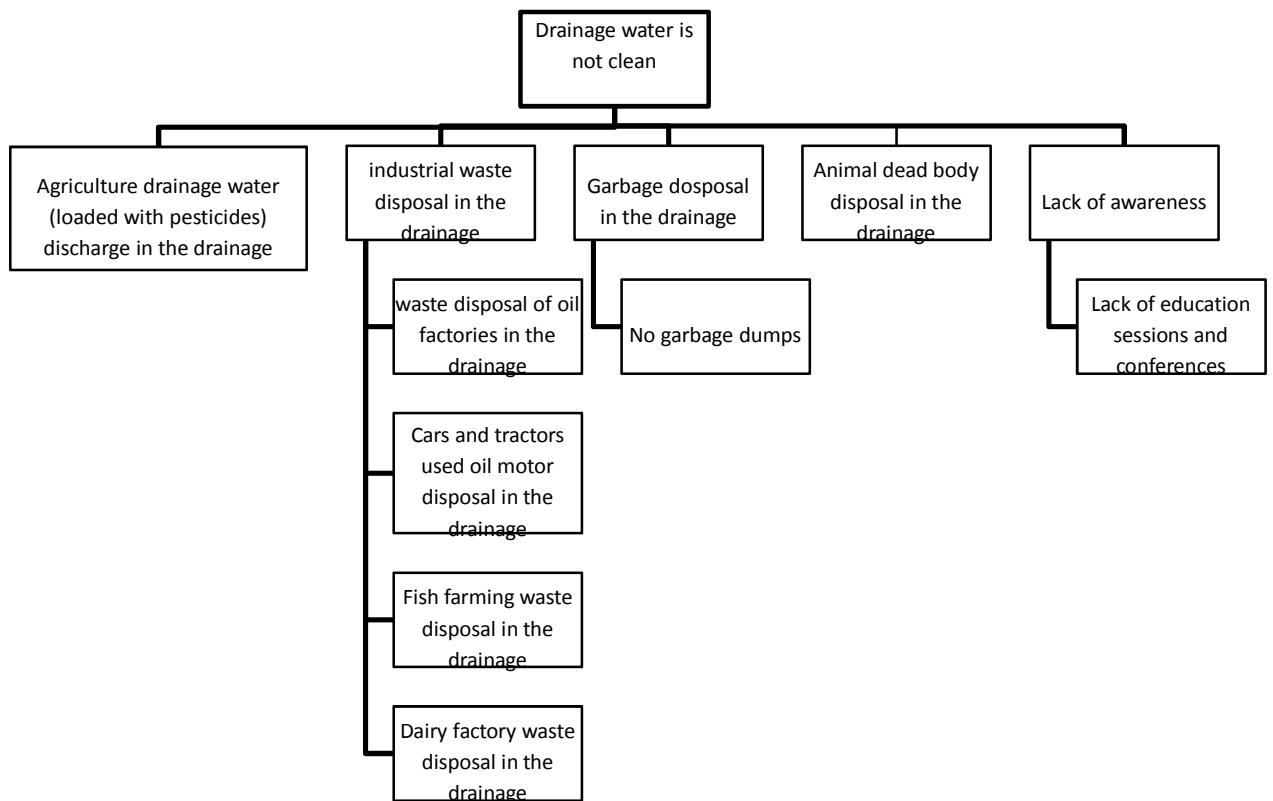 Drainage water is
not clean
Agriculture drainage water
(loaded with pesticides)
discharge in the drainage
industrial waste
disposal in the
drainage
Garbage dosposal
in the drainage
Animal dead body
disposal in the
drainage
Lack of awareness
waste disposal of oil
factories in the
drainage
No garbage dumps
Lack of education
sessions and
conferences
Cars and tractors
used oil motor
disposal in the
drainage
Fish farming waste
disposal in the
drainage
Dairy factory waste
disposal in the
drainage